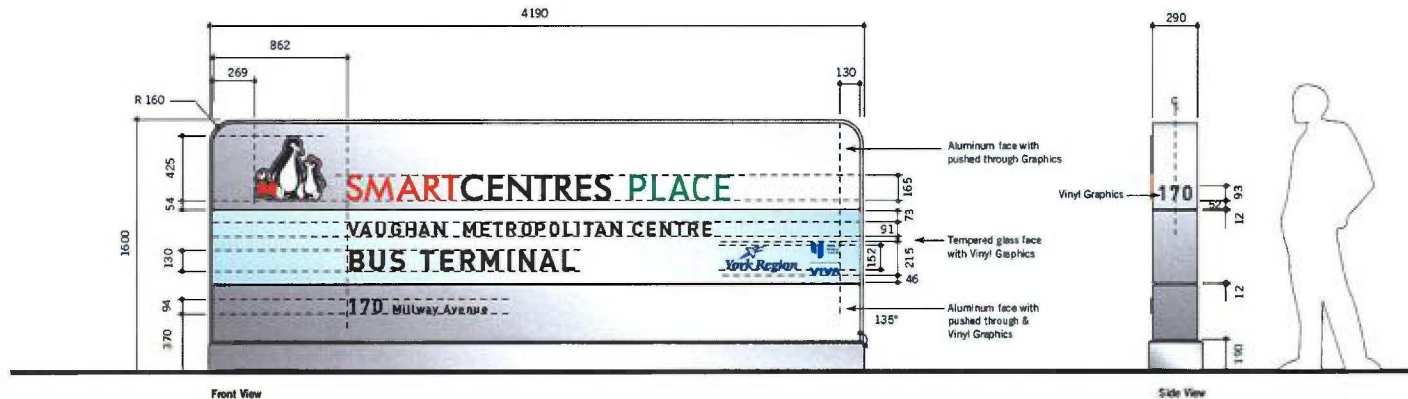 4190
290
862
269
130
R 160
425
Aluminum face with
pushed through Graphics
SMARTCENTRES PLACE
165
Vinyl Graphics
170
93
52
54
73
12
1600
VAUGHAN METROPOLITAN CENTRE
91
Tempered glass face
with Vinyl Graphics
130
BUS TERMINAL
York Region
152
215
46
12
94
170 Millway Avenue
Aluminum face with
pushed through &
Vinyl Graphics
135°
370
190
Front View
Side View